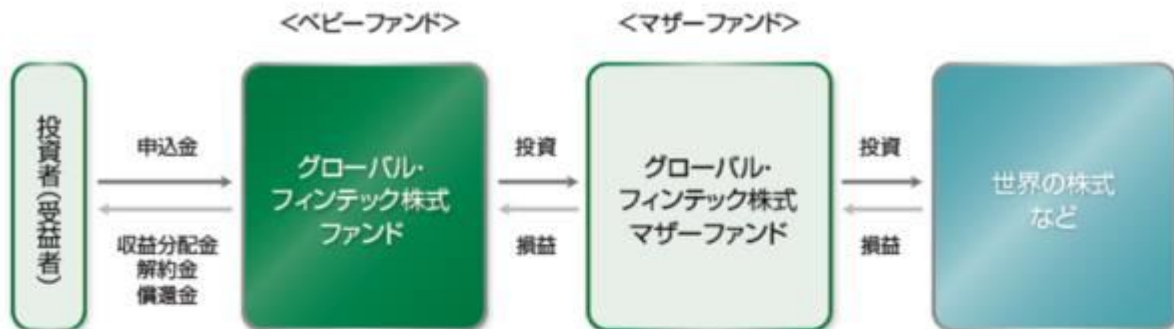 <ベビーファンド>
<マザーファンド>
投資者(受益者)
申込金
収益分配金
解約金
償還金
グローバル・
フィンテック株式
ファンド
投資
損益
グローバル・
フィンテック株式
マザーファンド
投資
損益
世界の株式
など